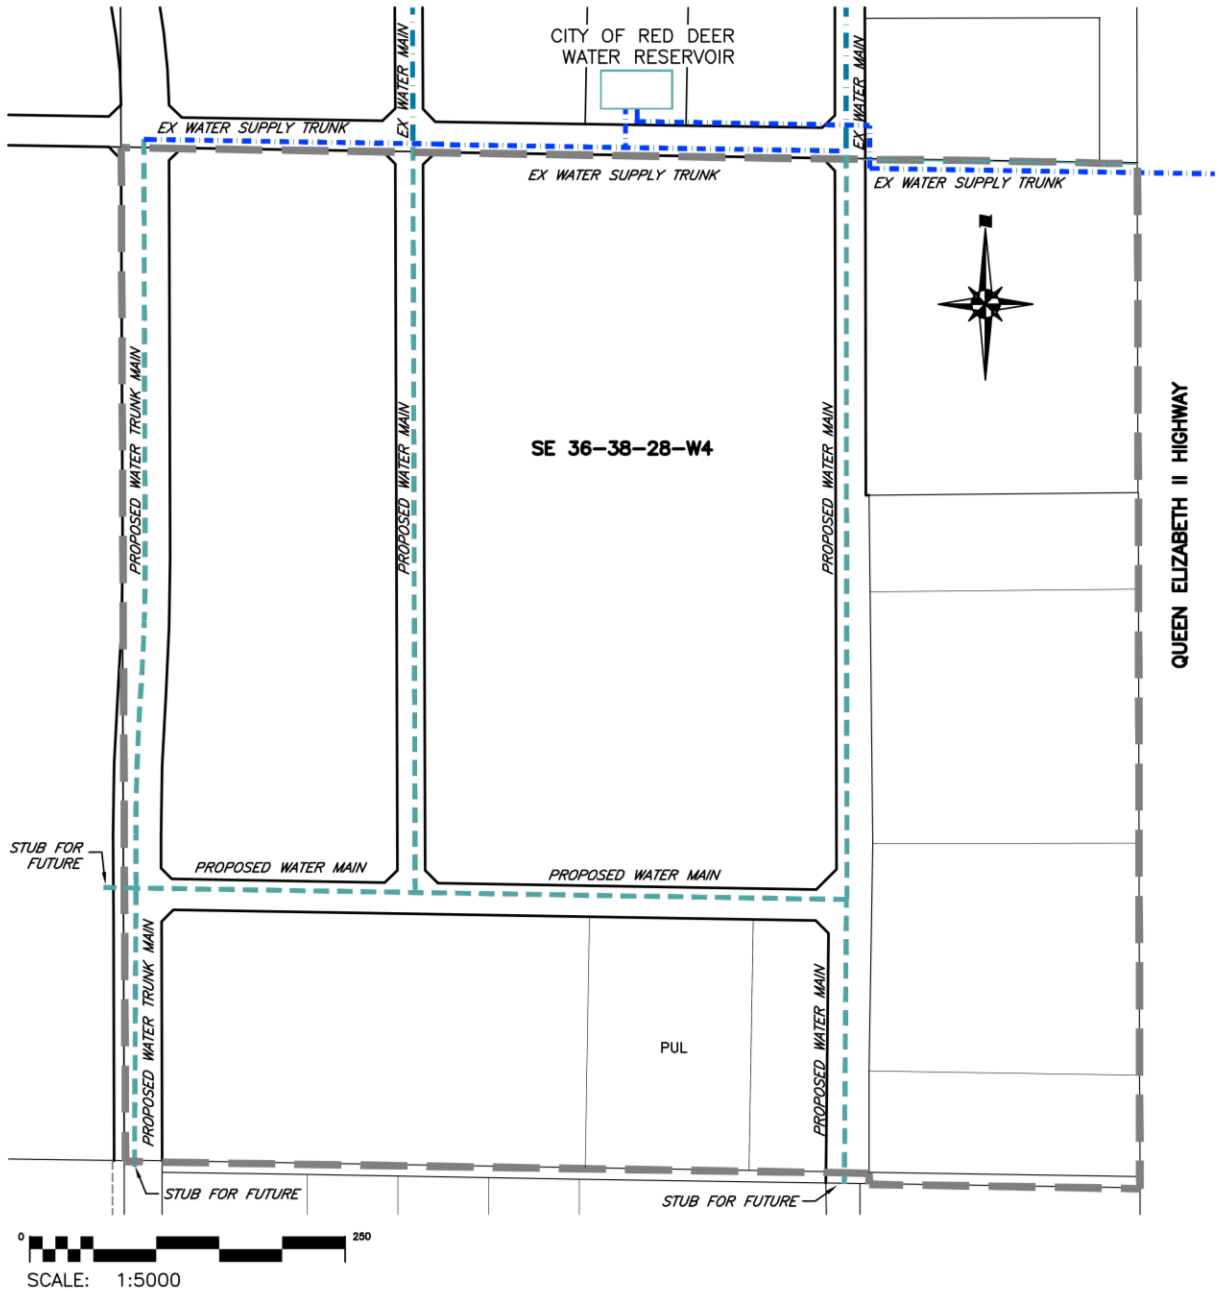 CITY OF RED DEER
WATER RESERVOIR
EX WATER MAIN
EX WATER MAIN
EX WATER SUPPLY TRUNK
EX WATER SUPPLY TRUNK
EX WATER SUPPLY TRUNK
PROPOSED WATER TRUNK MAIN
PROPOSED WATER MAIN
SE 36-38-28-W4
PROPOSED WATER MAIN
QUEEN ELIZABETH II HIGHWAY
STUB FOR
FUTURE
PROPOSED WATER MAIN
PROPOSED WATER MAIN
PROPOSED WATER TRUNK MAIN
PUL
PROPOSED WATER MAIN
STUB FOR FUTURE
STUB FOR FUTURE
0 250
SCALE: 1:5000